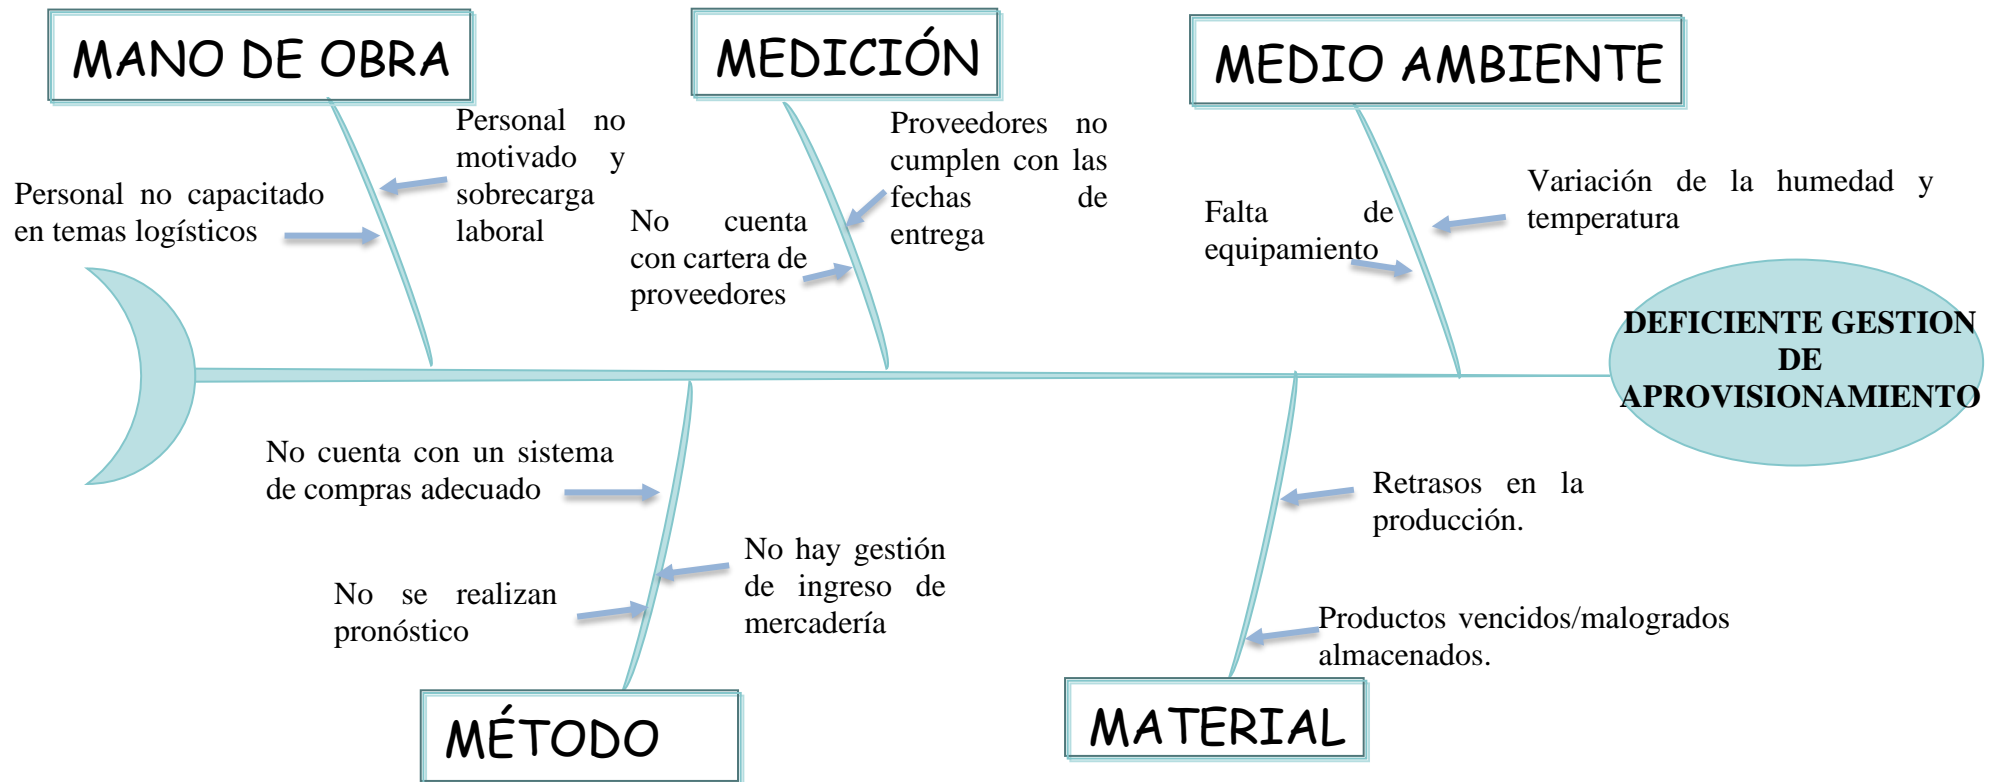 MANO DE OBRA
MEDICIÓN
MEDIO AMBIENTE
Personal no capacitado
en temas logísticos
Personal no
motivado y
sobrecarga
laboral
No cuenta
con cartera de
proveedores
Proveedores no
cumplen con las
fechas de
entrega
Falta de
equipamiento
Variación de la humedad y
temperatura
DEFICIENTE GESTION
DE
APROVISIONAMIENTO
No cuenta con un sistema
de compras adecuado
No se realizan
pronóstico
No hay gestión
de ingreso de
mercadería
Retrasos en la
producción.
Productos vencidos/malogrados
almacenados.
MÉTODO
MATERIAL